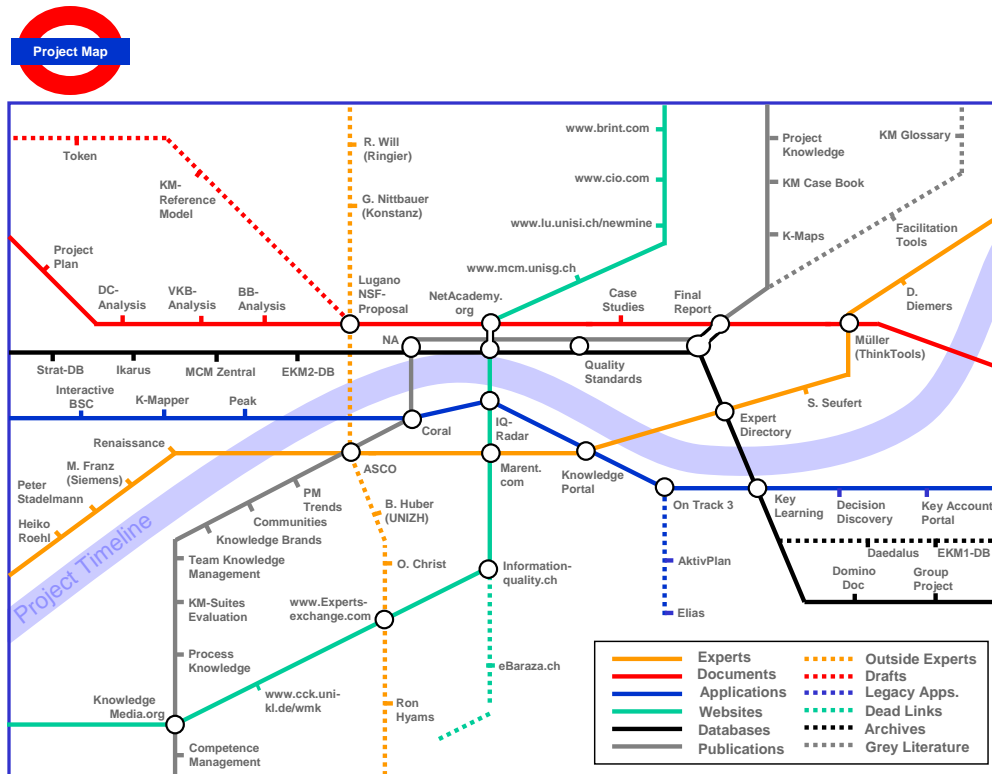 Project Map
www.brint.com
www.cio.com
www.lu.unisi.ch/newmine
www.mcm.unisg.ch
R. Will
(Ringier)
G. Nittbauer
(Konstanz)
Token
KM-
Reference
Model
Project
Knowledge
KM Case Book
K-Maps
KM Glossary
Facilitation
Tools
Project
Plan
DC-
Analysis
VKB-
Analysis
BB-
Analysis
Lugano
NSF-
Proposal
NetAcademy.
org
Case
Studies
Final
Report
D.
Diemers
Müller
(ThinkTools)
NA
Strat-DB
Ikarus
MCM Zentral
EKM2-DB
Quality
Standards
Interactive
BSC
K-Mapper
Peak
Coral
IQ-
Radar
S. Seufert
Expert
Directory
Renaissance
M. Franz
(Siemens)
Peter
Stadelmann
Heiko
Roehl
ASCO
Marent.
com
Knowledge
Portal
On Track 3
Key
Learning
Decision
Discovery
Key Account
Portal
PM
Trends
Communities
Knowledge Brands
B. Huber
(UNIZH)
Project Timeline
Team Knowledge
Management
O. Christ
Information-
quality.ch
AktivPlan
Elias
Daedalus
EKM1-DB
Domino
Doc
Group
Project
KM-Suites
Evaluation
www.Experts-
exchange.com
Process
Knowledge
eBaraza.ch
Knowledge
Media.org
www.cck.uni-
kl.de/wmk
Ron
Hyams
Competence
Management
Experts
Documents
Applications
Websites
Databases
Publications
Outside Experts
Drafts
Legacy Apps.
Dead Links
Archives
Grey Literature